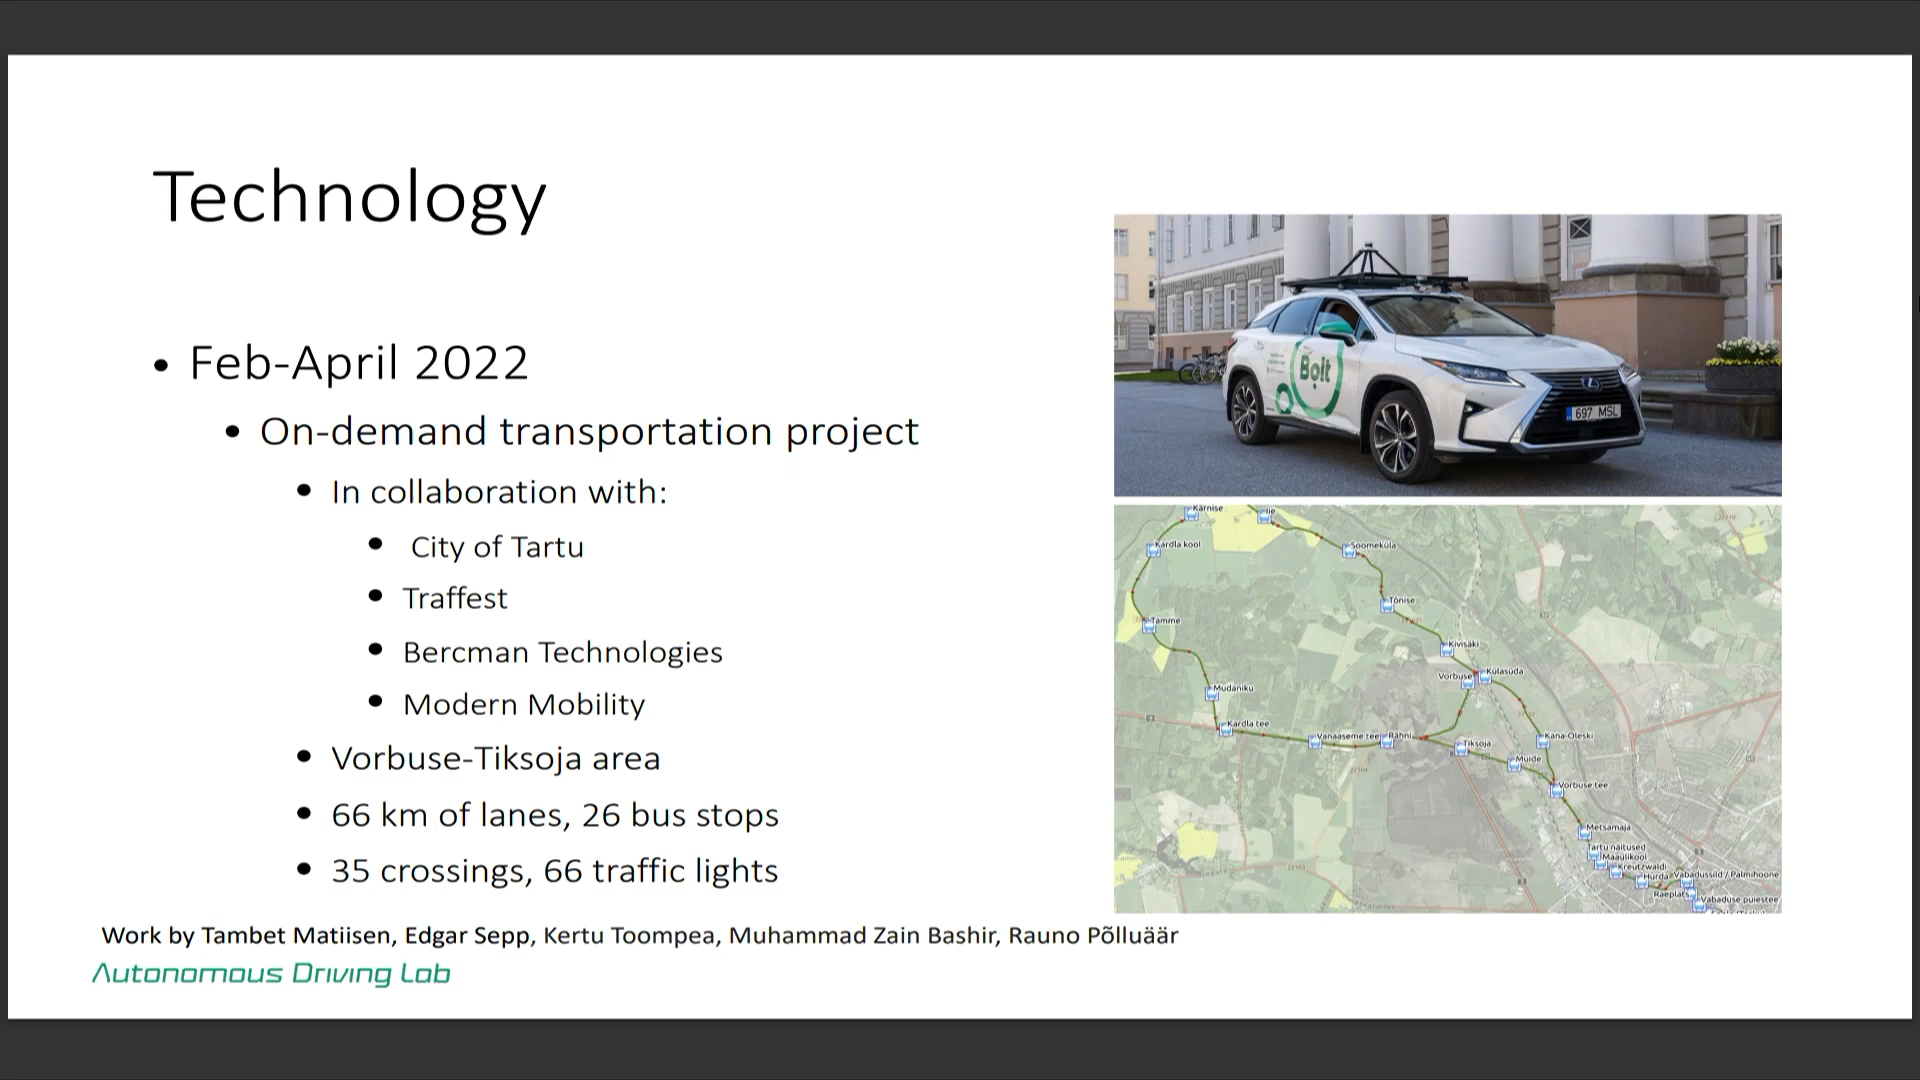 Technology
• Feb-April 2022
• On-demand transportation project
• In collaboration with:
• City of Tartu
• Traffest
• Bercman Technologies
• Modern Mobility
• Vorbuse-Tiksoja area
• 66 km of lanes, 26 bus stops
• 35 crossings, 66 traffic lights
Work by Tambet Matiisen, Edgar Sepp, Kertu Toompea, Muhammad Zain Bashir, Rauno Põlluäär
Autonomous Driving Lab
Bolt
697 MSL
Kärnise
Ilie
Kardla kool
Soomeküla
Tõnise
Tamme
Kivisäki
Vorbuse
Külasüda
Mudaniku
Kardla tee
Vanaaseme tee
Rähni
Tiksoja
Kana-Oleski
Muide
Vorbuse tee
Metsamaja
Tartu näitused
Maaülikool
Kreutzwaldi
Hurda
Vabadussild / Palmihoone
Raeplats
Vabaduse puiestee